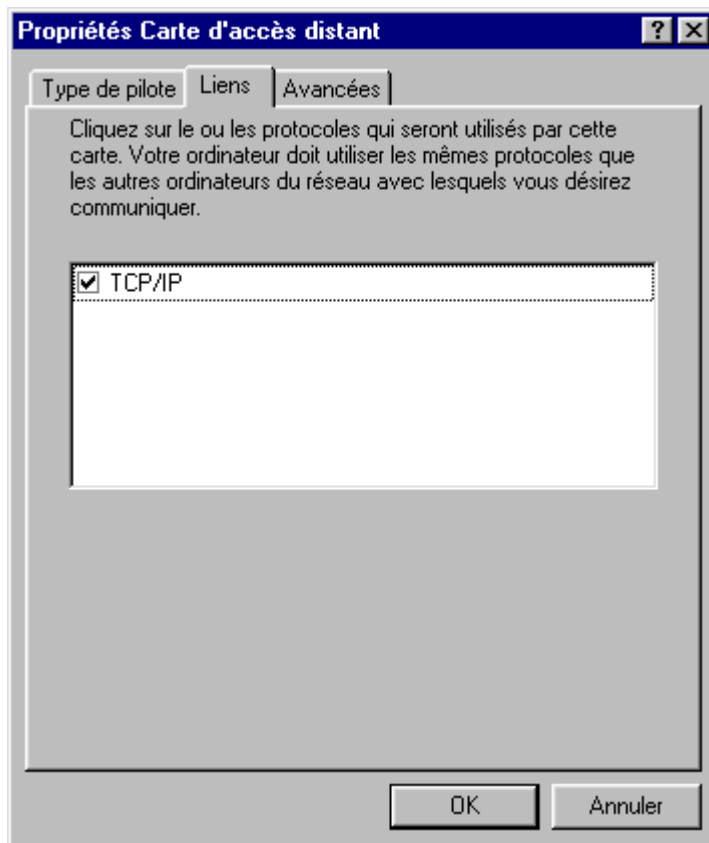 Propriétés Carte d'accès distant
Type de pilote Liens Avancées
Cliquez sur le ou les protocoles qui seront utilisés par cette
carte. Votre ordinateur doit utiliser les mêmes protocoles que
les autres ordinateurs du réseau avec lesquels vous désirez
communiquer.
TCP/IP
OK Annuler